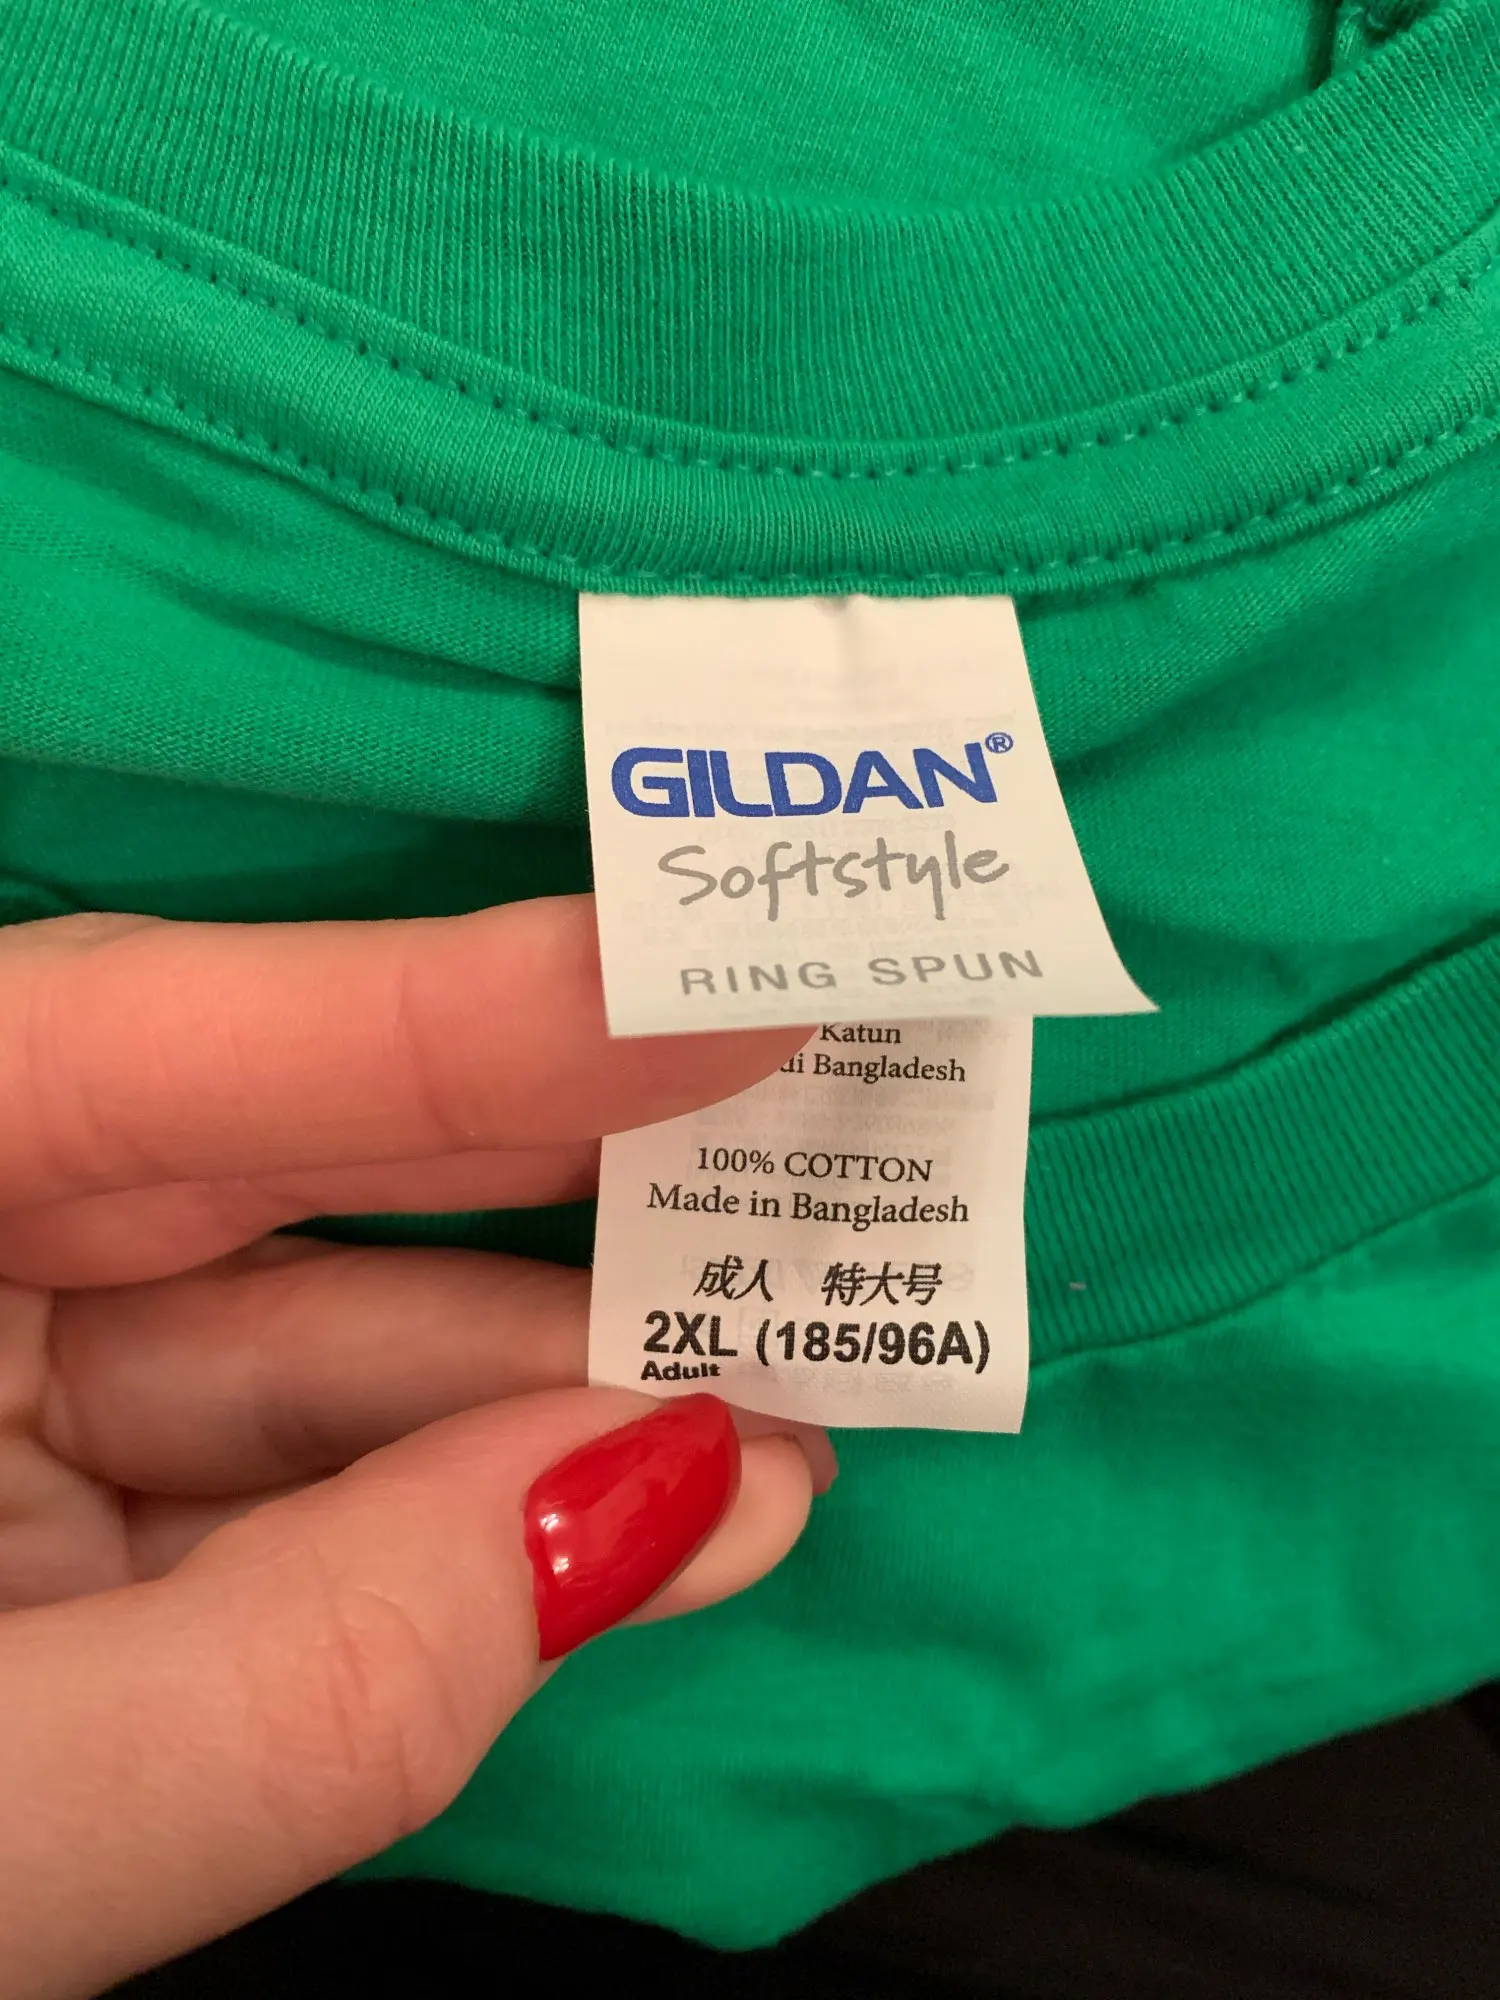 GILDAN®
Softstyle
RING SPUN
Katun
di Bangladesh
100% COTTON
Made in Bangladesh
成人 特大号
2XL (185/96A)
Adult